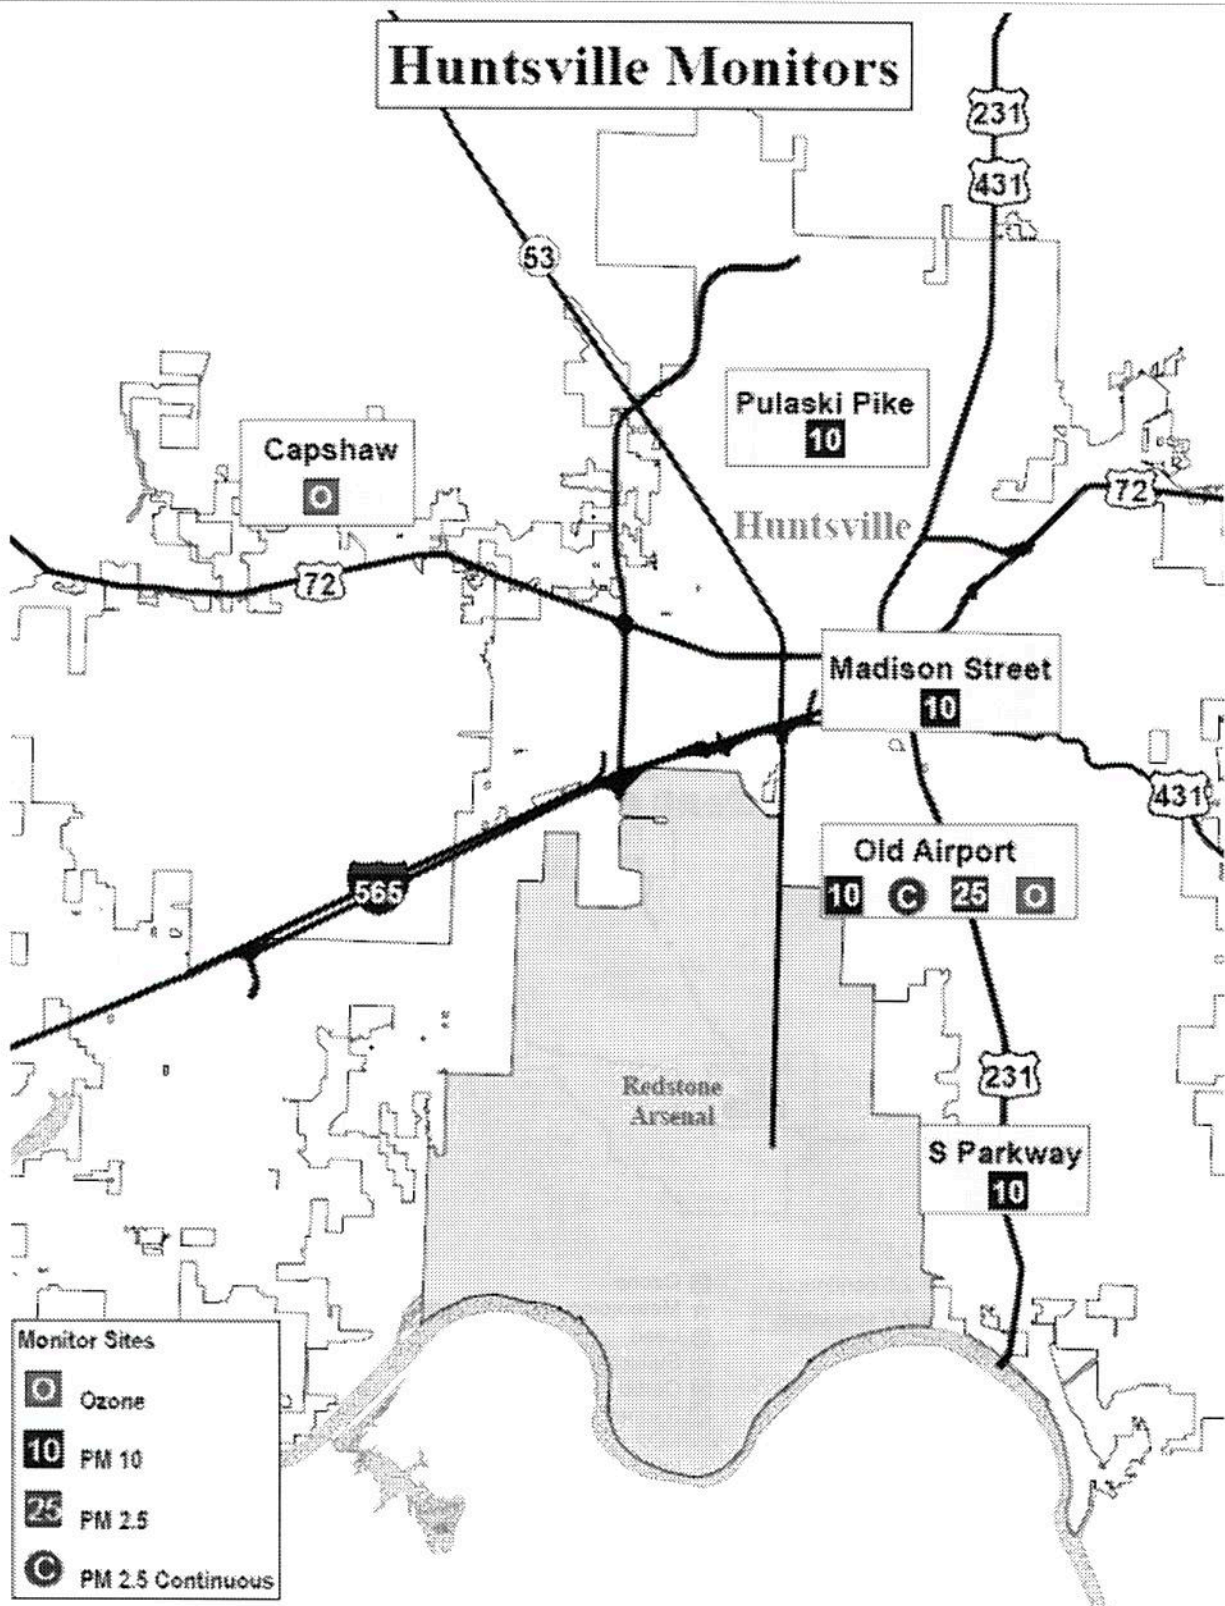 Huntsville Monitors
231
431
53
Pulaski Pike
10
Capshaw
O
72
Huntsville
72
Madison Street
10
431
Old Airport
10 C 25 O
565
Redstone
Arsenal
231
S Parkway
10
Monitor Sites
O Ozone
10 PM 10
25 PM 2.5
C PM 2.5 Continuous